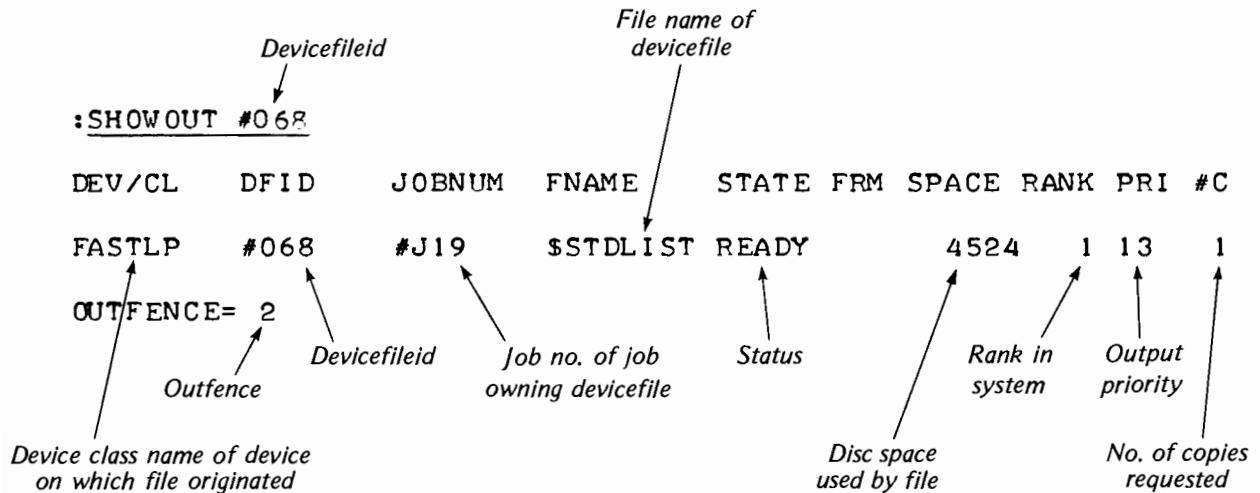 File name of
devicefile
Devicefileid
:SHOWOUT #O68
DEV/CL DFID JOBNUM FNAME STATE FRM SPACE RANK PRI #C
FASTLP #O68 #J19 $STDLIST READY 4524 1 13 1
OUTFENCE= 2
Outfence
Devicefileid
Job no. of job
owning devicefile
Status
Rank in
system
Output
priority
Device class name of device
on which file originated
Disc space
used by file
No. of copies
requested